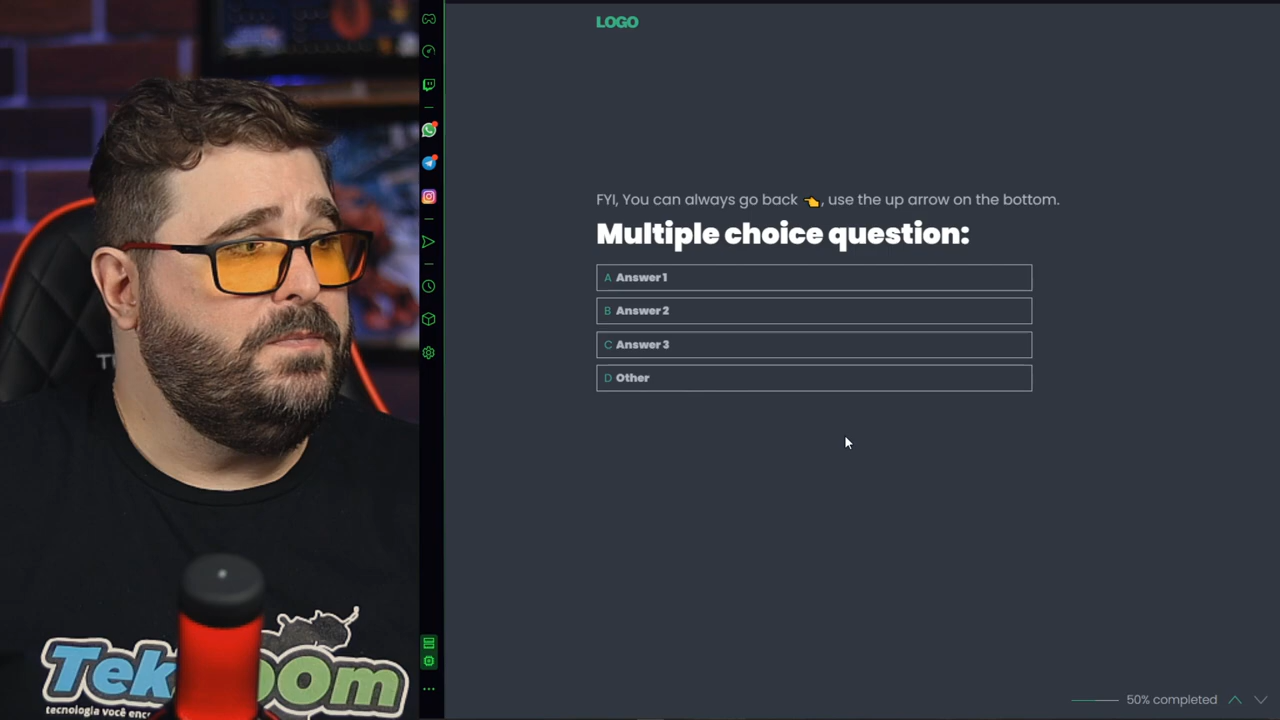 LOGO
FYI, You can always go back 👈, use the up arrow on the bottom.
Multiple choice question:
A Answer 1
B Answer 2
C Answer 3
D Other
50% completed
Tek
oom
tecnologia você